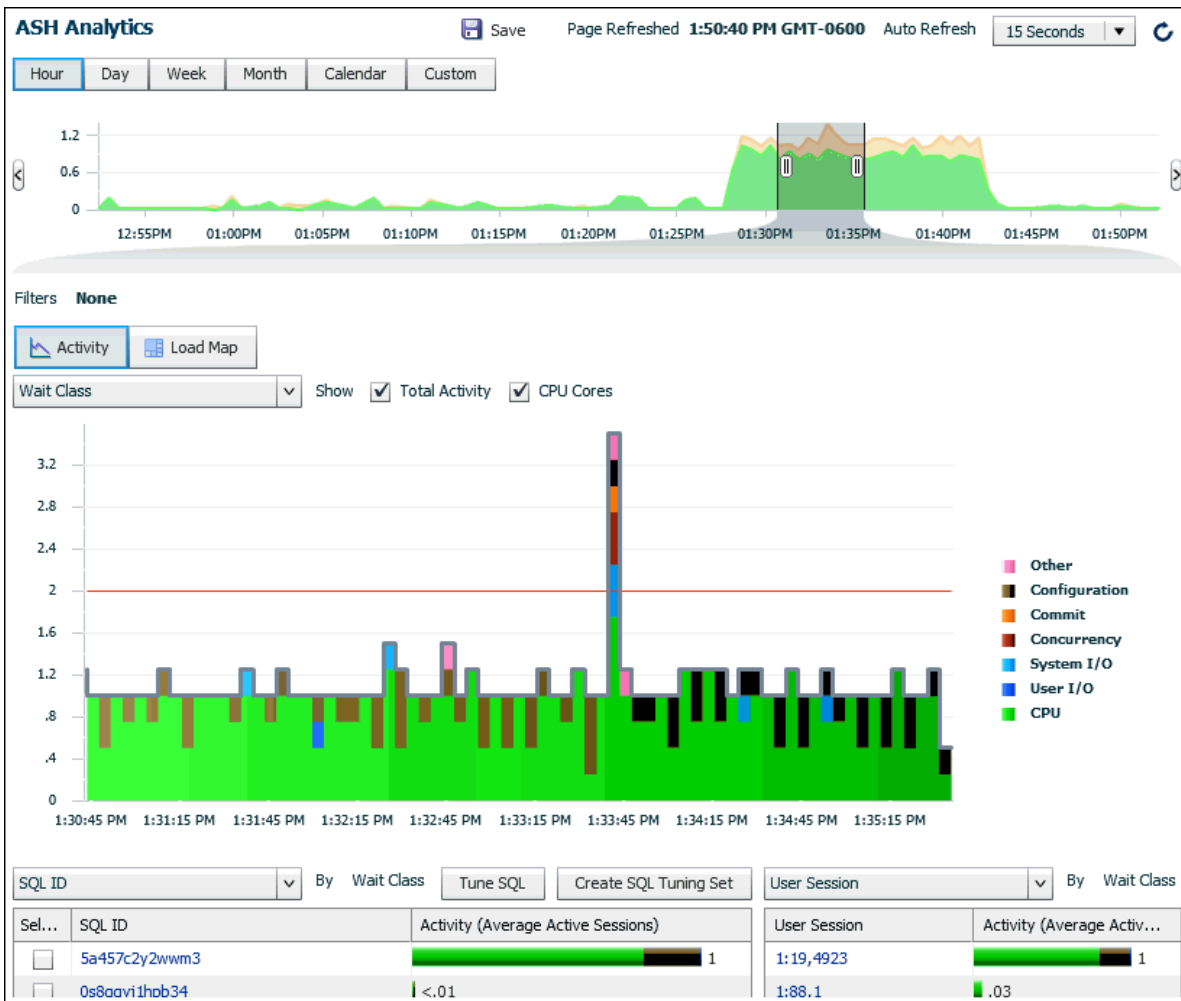 ASH Analytics Save Page Refreshed 1:50:40 PM GMT-0600 Auto Refresh 15 Seconds
Hour Day Week Month Calendar Custom
1.2
0.6
0
12:55PM 01:00PM 01:05PM 01:10PM 01:15PM 01:20PM 01:25PM 01:30PM 01:35PM 01:40PM 01:45PM 01:50PM
Filters None
Activity Load Map
Wait Class Show Total Activity CPU Cores
3.2
2.8
2.4
2
1.6
1.2
.8
.4
0
1:30:45 PM 1:31:15 PM 1:31:45 PM 1:32:15 PM 1:32:45 PM 1:33:15 PM 1:33:45 PM 1:34:15 PM 1:34:45 PM 1:35:15 PM
Other
Configuration
Commit
Concurrency
System I/O
User I/O
CPU
SQL ID By Wait Class Tune SQL Create SQL Tuning Set User Session By Wait Class
Sel... SQL ID Activity (Average Active Sessions) User Session Activity (Average Activ...
5a457c2y2wwm3 1 1:19,4923 1
<.01 1:88,1 .03